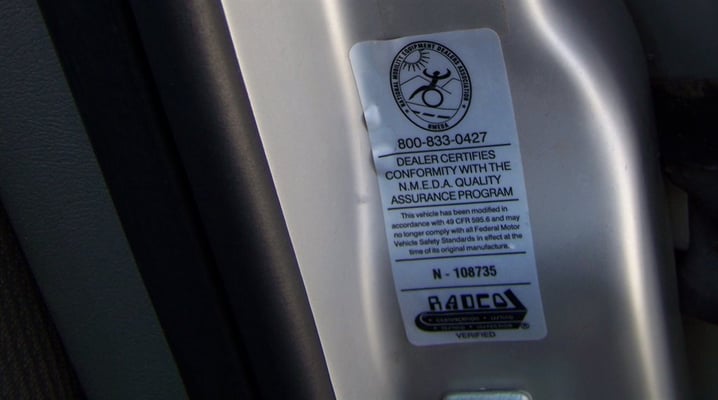 NATIONAL MOBILITY EQUIPMENT DEALERS ASSOCIATION
NMEDA
800-833-0427
DEALER CERTIFIES
CONFORMITY WITH THE
N.M.E.D.A. QUALITY
ASSURANCE PROGRAM
This vehicle has been modified in
accordance with 49 CFR 595.6 and may
no longer comply with all Federal Motor
Vehicle Safety Standards in effect at the
time of its original manufacture.
N - 108735
RADCO
VERIFIED